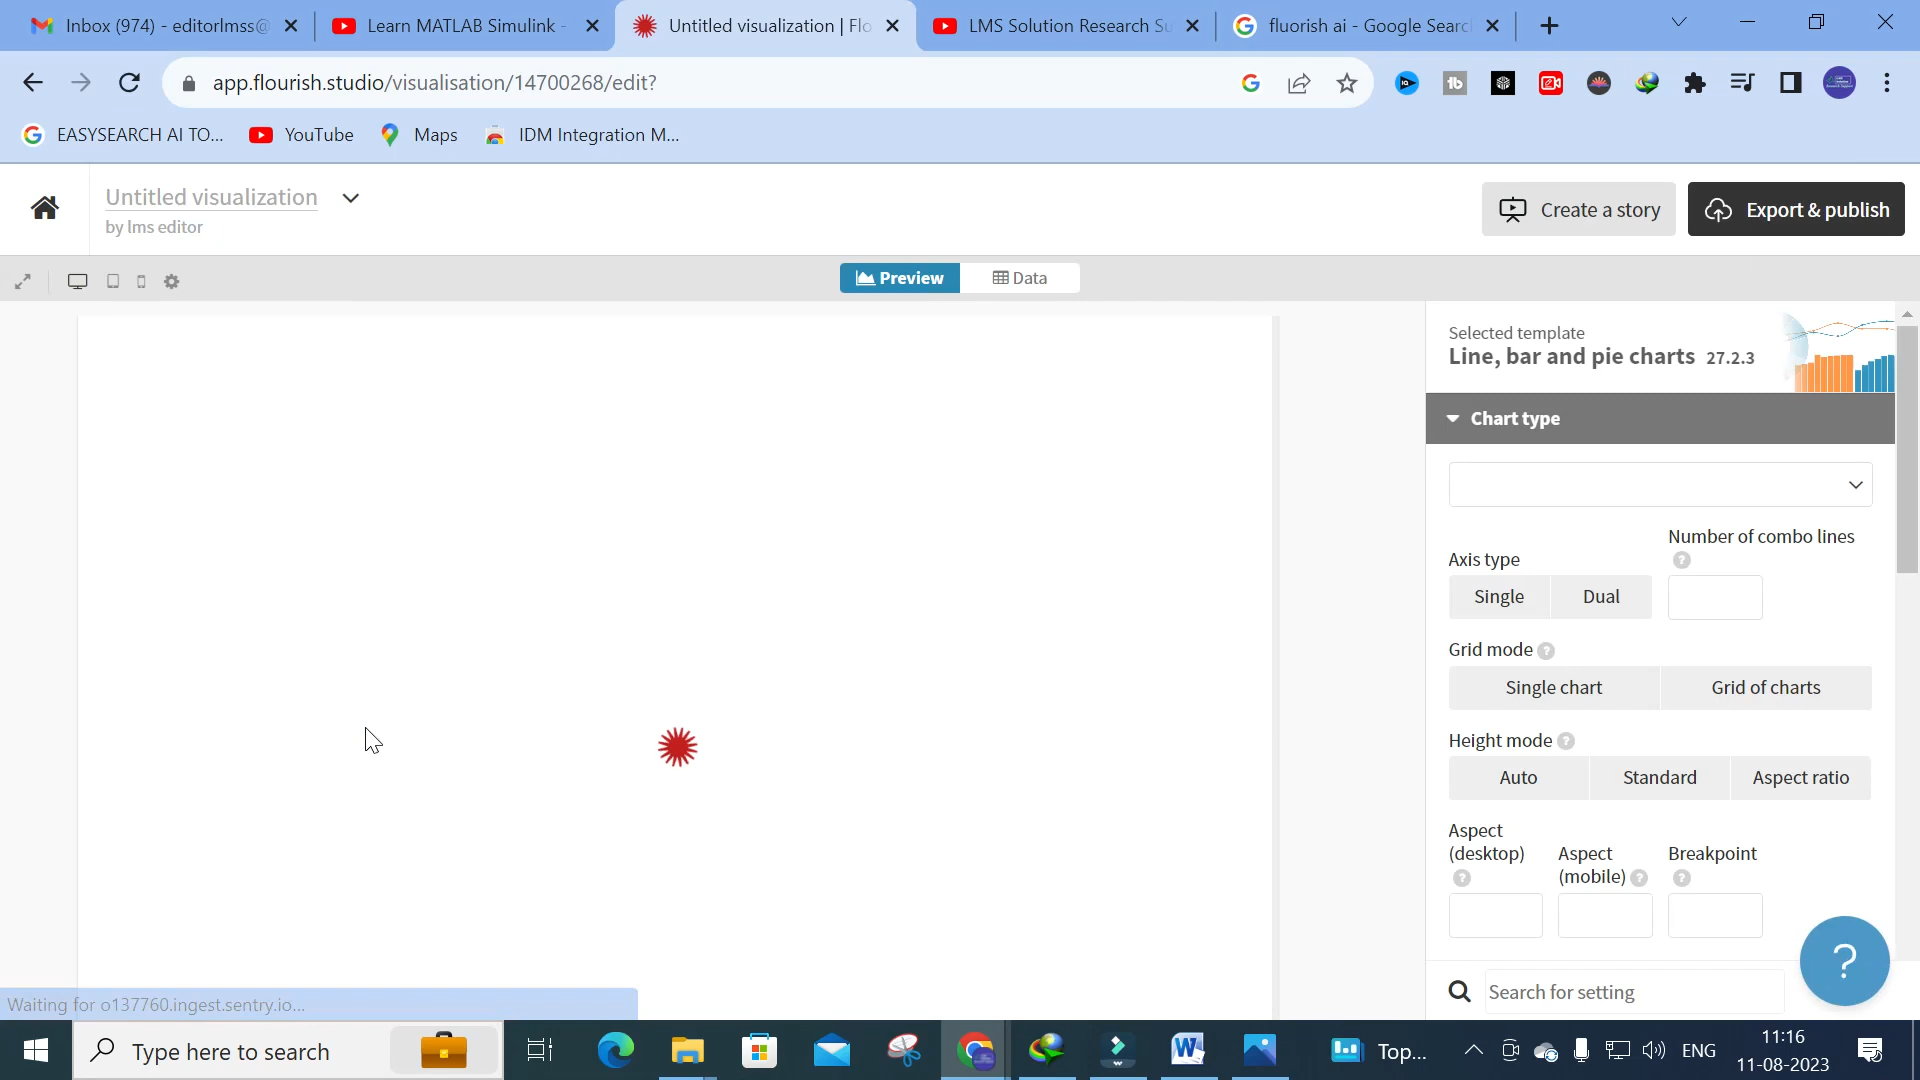 Inbox (974) - editorlmss@
Learn MATLAB Simulink -
Untitled visualization | Flo
LMS Solution Research Su
fluorish ai - Google Searc
app.flourish.studio/visualisation/14700268/edit?
EASYSEARCH AI TO...
YouTube
Maps
IDM Integration M...
Untitled visualization
by lms editor
Create a story
Export & publish
Preview
Data
Selected template
Line, bar and pie charts 27.2.3
Chart type
Number of combo lines
?
Axis type
Single
Dual
Grid mode ?
Single chart
Grid of charts
Height mode ?
Auto
Standard
Aspect ratio
Aspect
(desktop)
?
Aspect
(mobile) ?
Breakpoint
?
?
Search for setting
Waiting for o137760.ingest.sentry.io...
Type here to search
Top...
ENG
11:16
11-08-2023